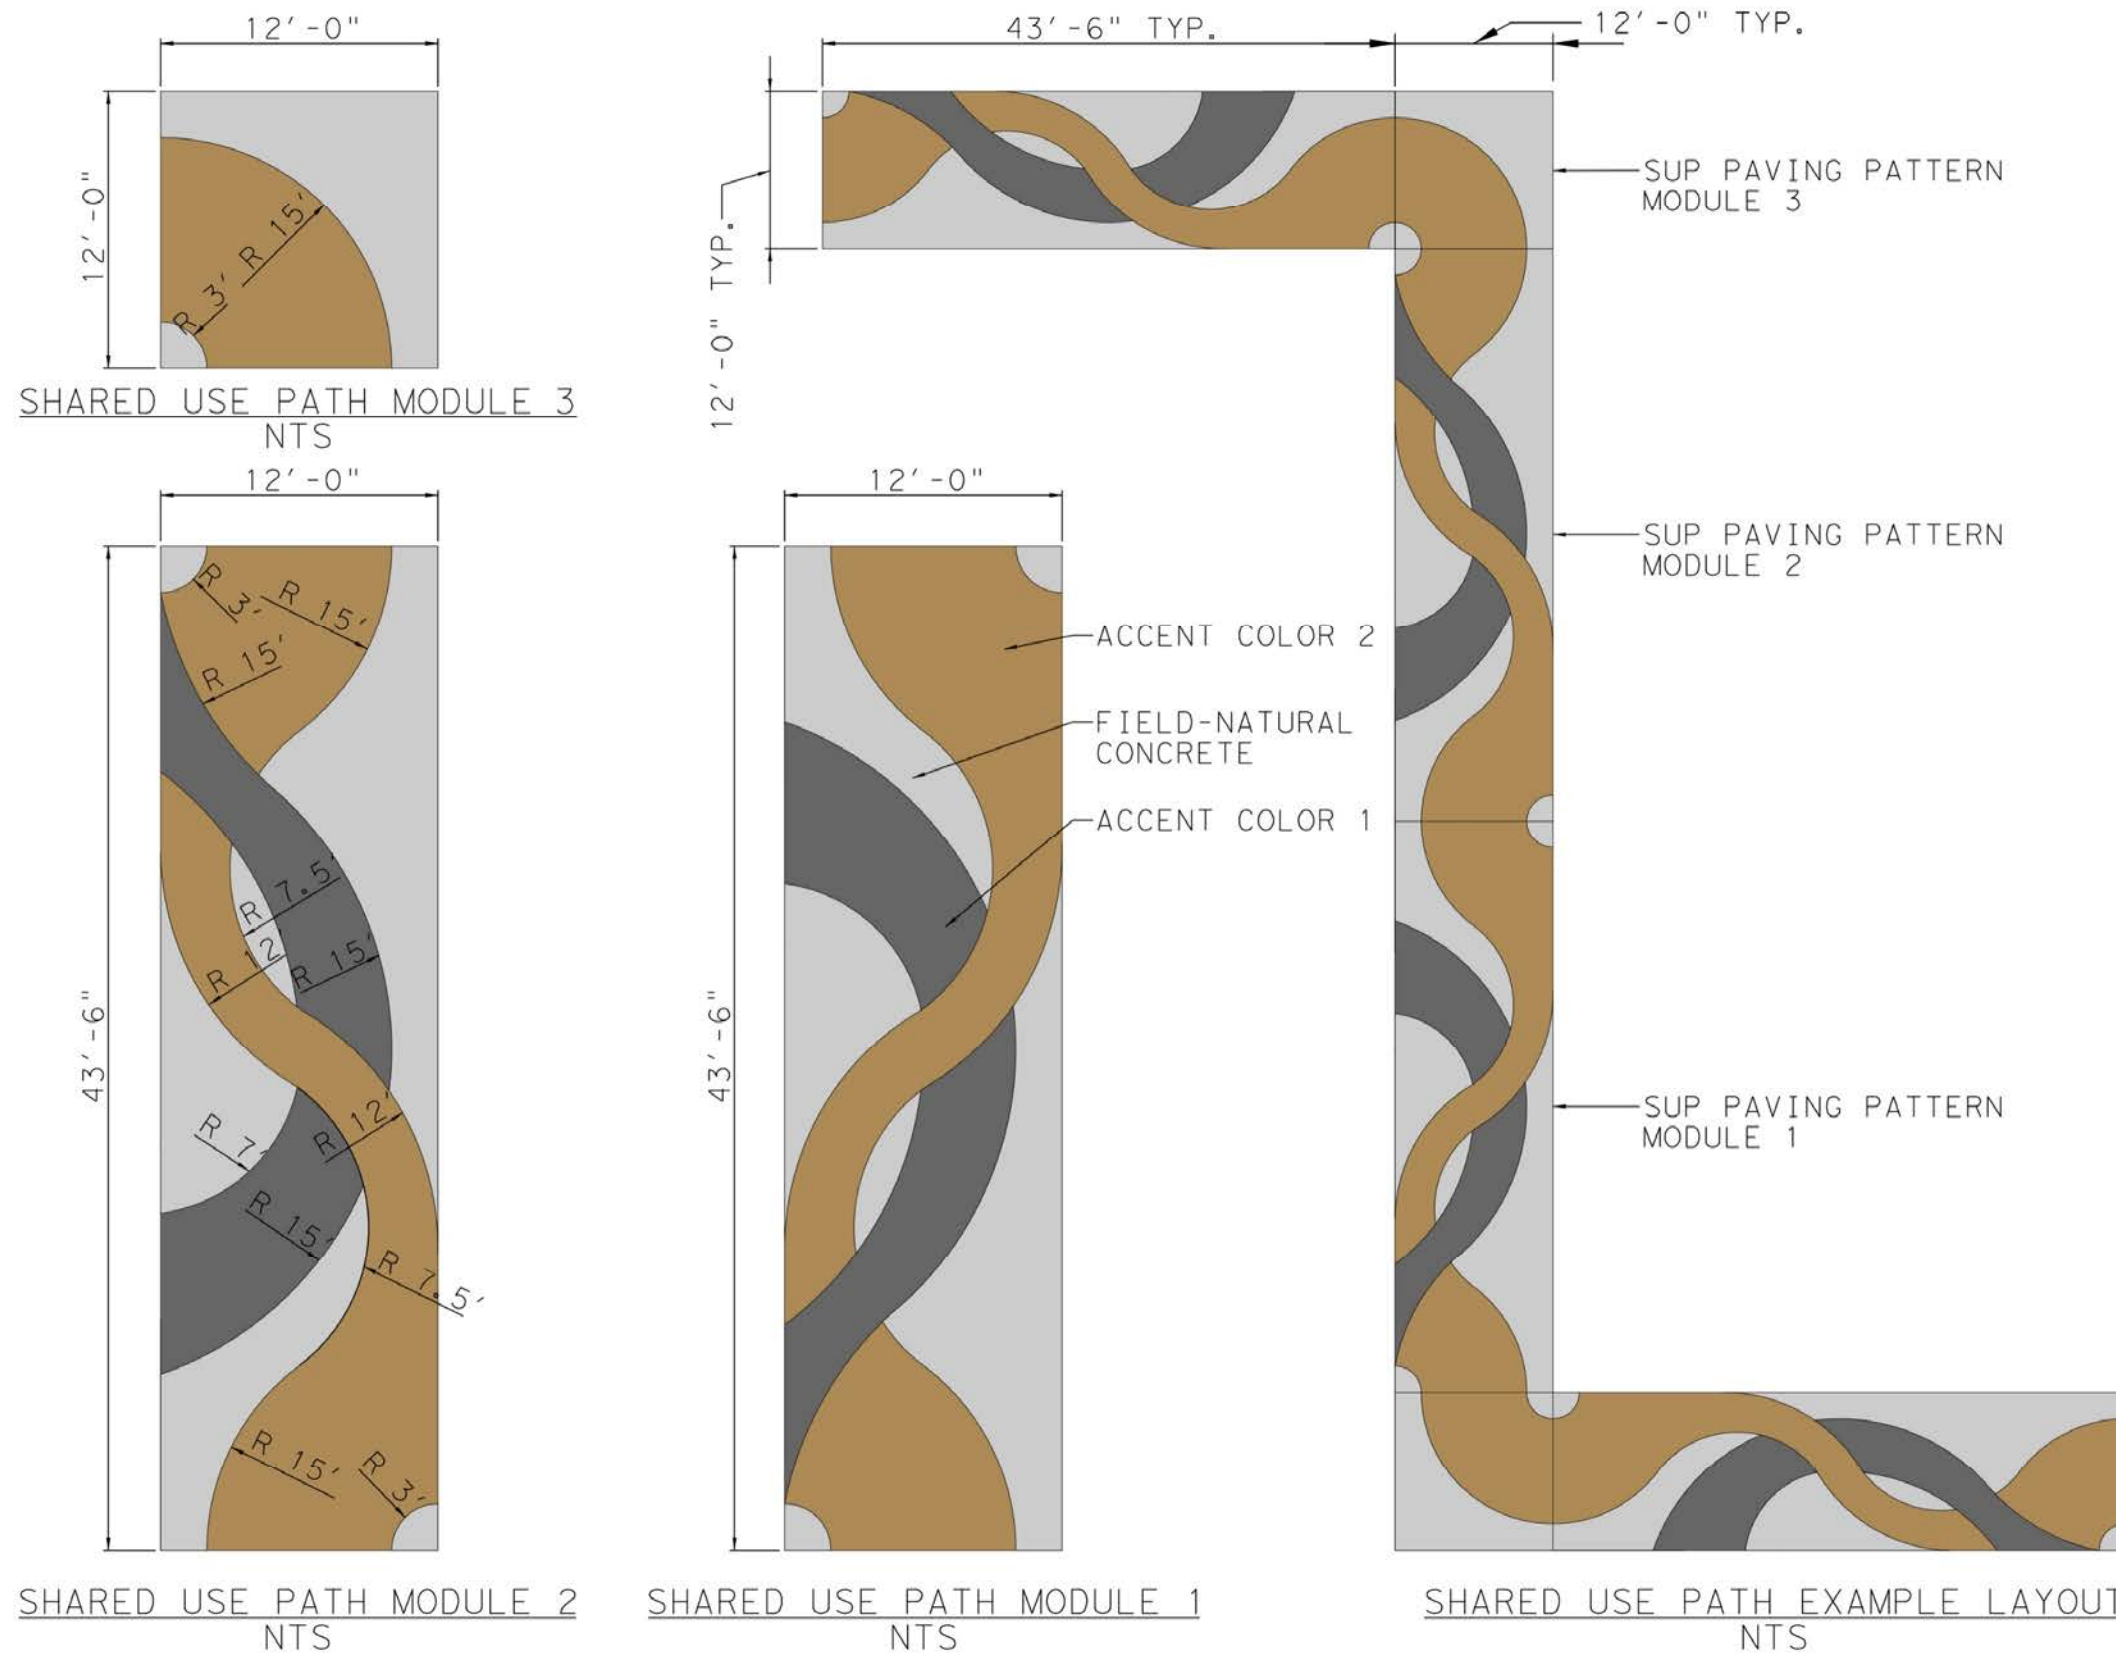 12'-0"
43'-6" TYP.
12'-0" TYP.
12'-0"
R 15'
R 3'
SHARED USE PATH MODULE 3
NTS
12'-0" TYP.
SUP PAVING PATTERN
MODULE 3
12'-0"
43'-6"
R 3'
R 15'
R 15'
R 7.5'
R 12'
R 15'
R 12'
R 7'
R 15'
R 7.5'
R 15'
R 3'
SHARED USE PATH MODULE 2
NTS
12'-0"
43'-6"
ACCENT COLOR 2
FIELD-NATURAL
CONCRETE
ACCENT COLOR 1
SHARED USE PATH MODULE 1
NTS
SUP PAVING PATTERN
MODULE 2
SUP PAVING PATTERN
MODULE 1
SHARED USE PATH EXAMPLE LAYOUT
NTS